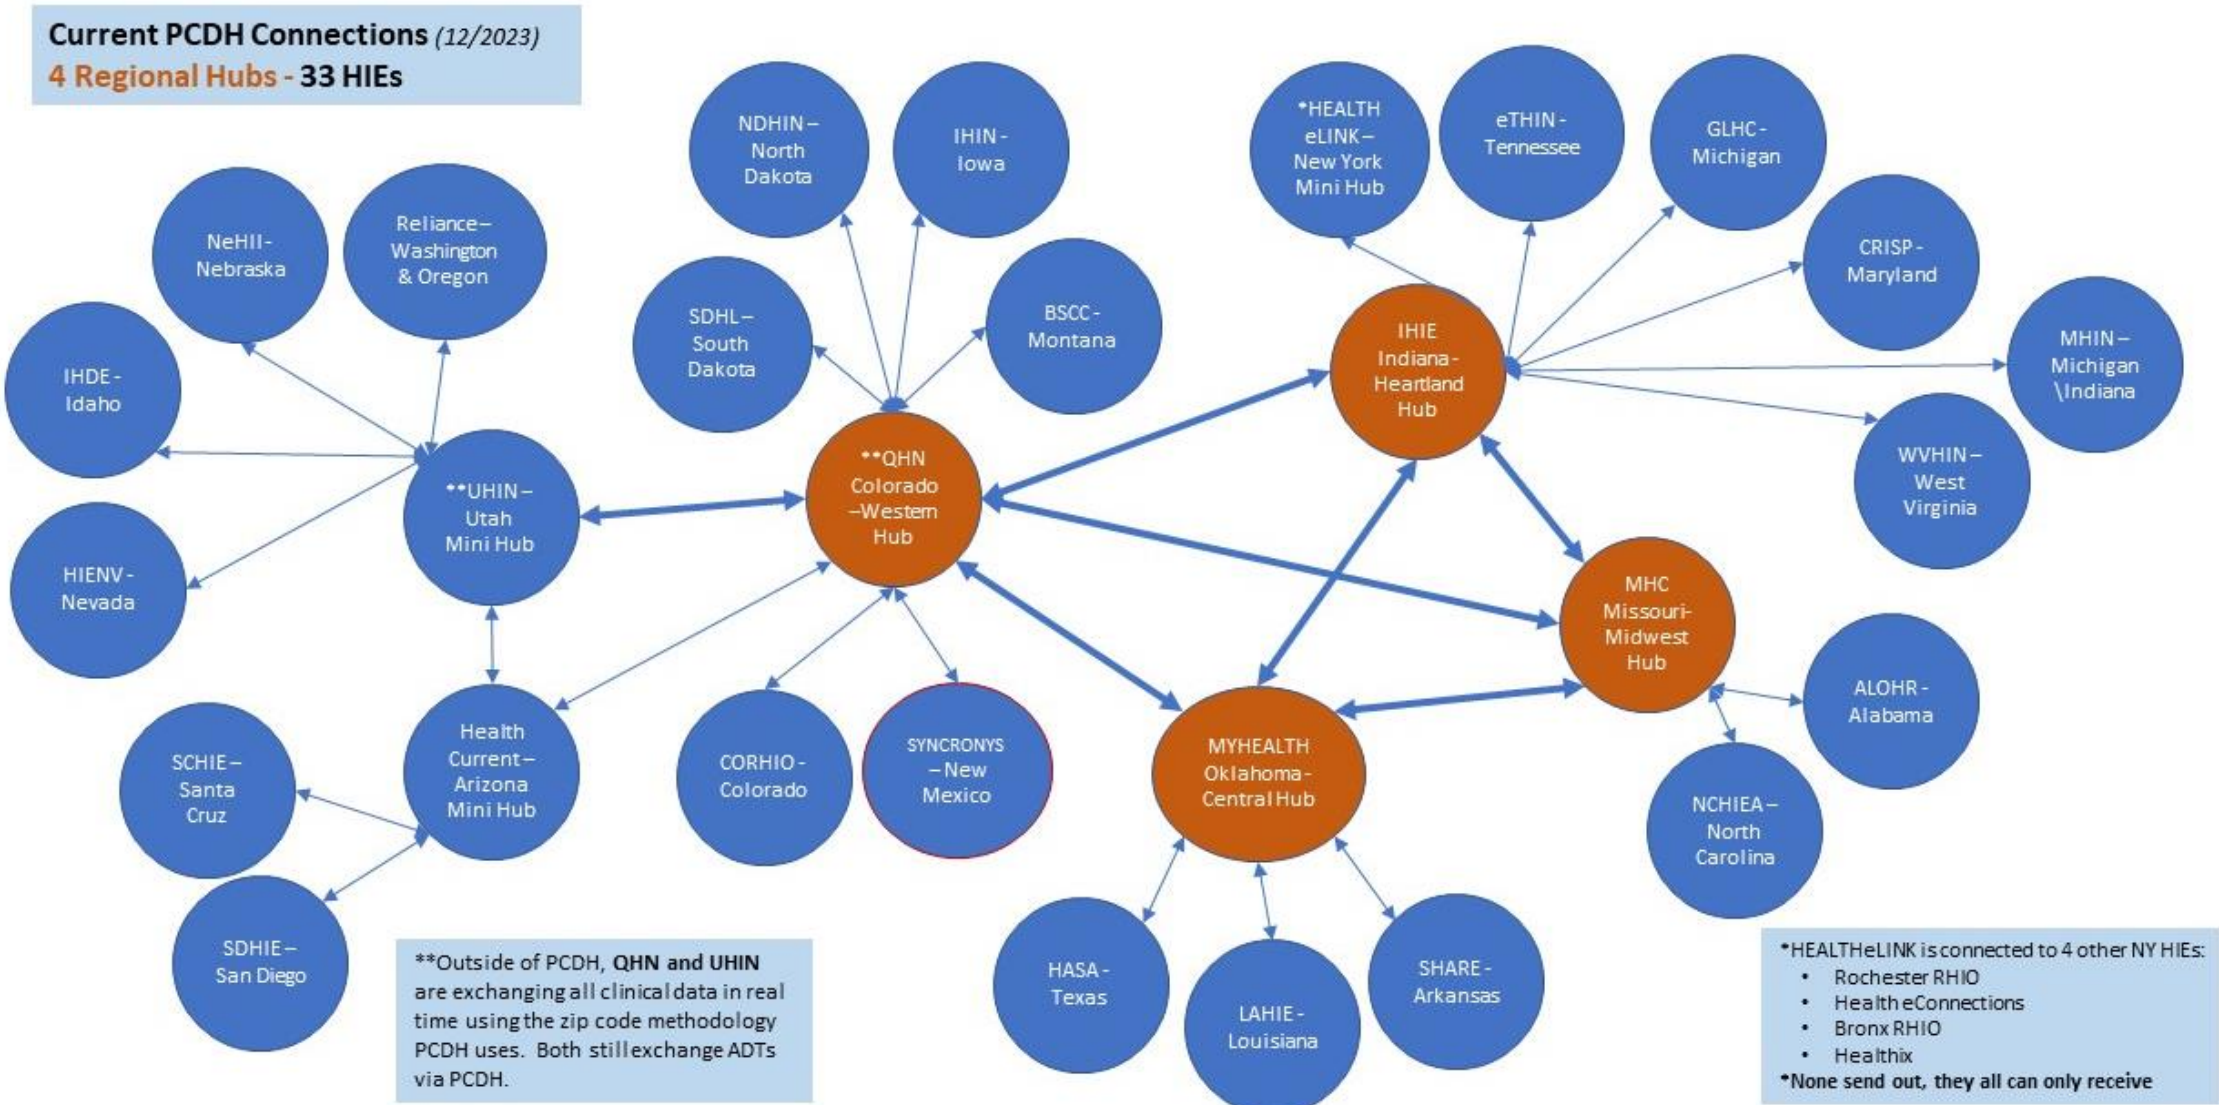 Current PCDH Connections (12/2023)
4 Regional Hubs - 33 HIEs
NDHIN –
North
Dakota
IHIN -
Iowa
*HEALTH
eLINK –
New York
Mini Hub
eTHIN -
Tennessee
GLHC -
Michigan
NeHII -
Nebraska
Reliance –
Washington
& Oregon
CRISP -
Maryland
SDHL –
South
Dakota
BSCC -
Montana
IHIE
Indiana-
Heartland
Hub
MHIN –
Michigan
\Indiana
IHDE -
Idaho
**UHIN –
Utah
Mini Hub
**QHN
Colorado
–Western
Hub
WVHIN –
West
Virginia
HIENV -
Nevada
MHC
Missouri-
Midwest
Hub
ALOHR -
Alabama
SCHIE –
Santa
Cruz
Health
Current –
Arizona
Mini Hub
CORHIO -
Colorado
SYNCRONYS
– New
Mexico
MYHEALTH
Oklahoma-
Central Hub
NCHIEA –
North
Carolina
SDHIE –
San Diego
HASA -
Texas
LAHIE -
Louisiana
SHARE -
Arkansas
**Outside of PCDH, QHN and UHIN
are exchanging all clinical data in real
time using the zip code methodology
PCDH uses. Both still exchange ADTs
via PCDH.
*HEALTHeLINK is connected to 4 other NY HIEs:
• Rochester RHIO
• HealtheConnections
• Bronx RHIO
• Healthix
*None send out, they all can only receive